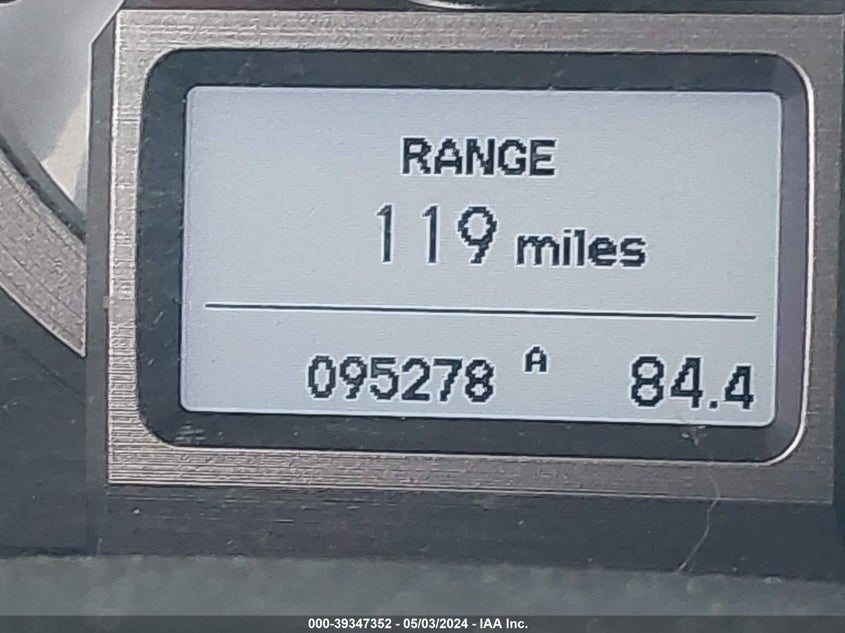 RANGE
119 miles
095278 A 84.4
000-39347352 - 05/03/2024 - IAA Inc.